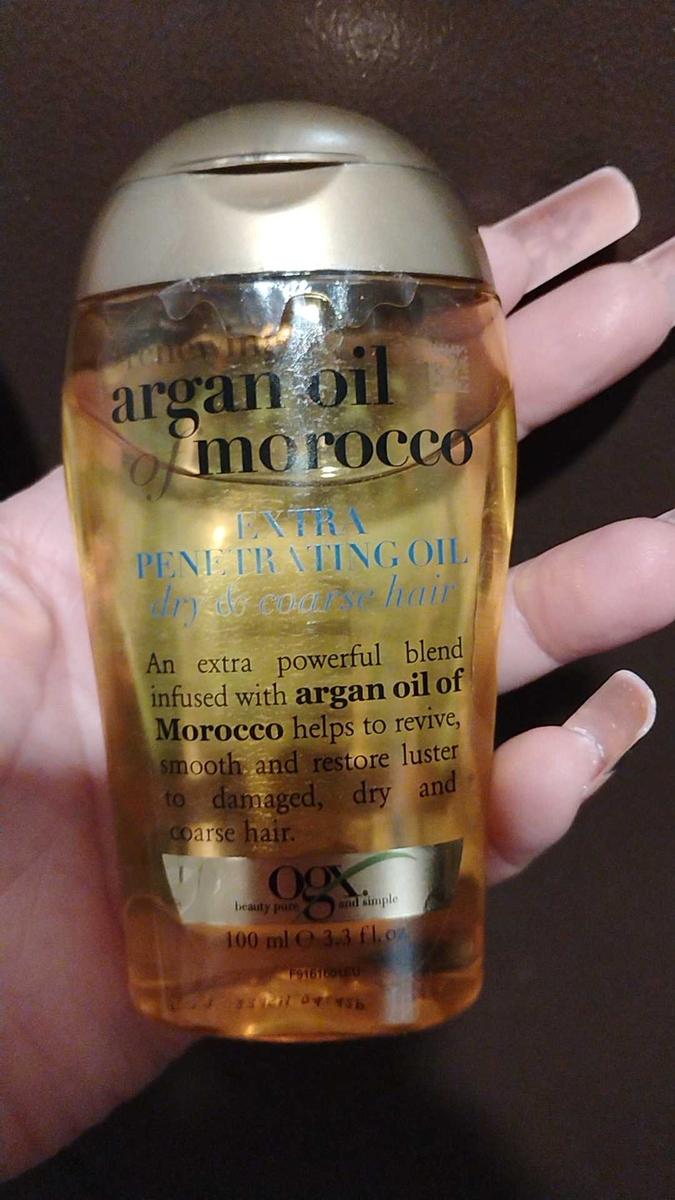 renewing
argan oil
of morocco
EXTRA
PENETRATING OIL
dry & coarse hair
An extra powerful blend
infused with argan oil of
Morocco helps to revive,
smooth and restore luster
to damaged, dry and
coarse hair.
ogx.
beauty pure and simple
100 ml ℮ 3.3 fl. oz